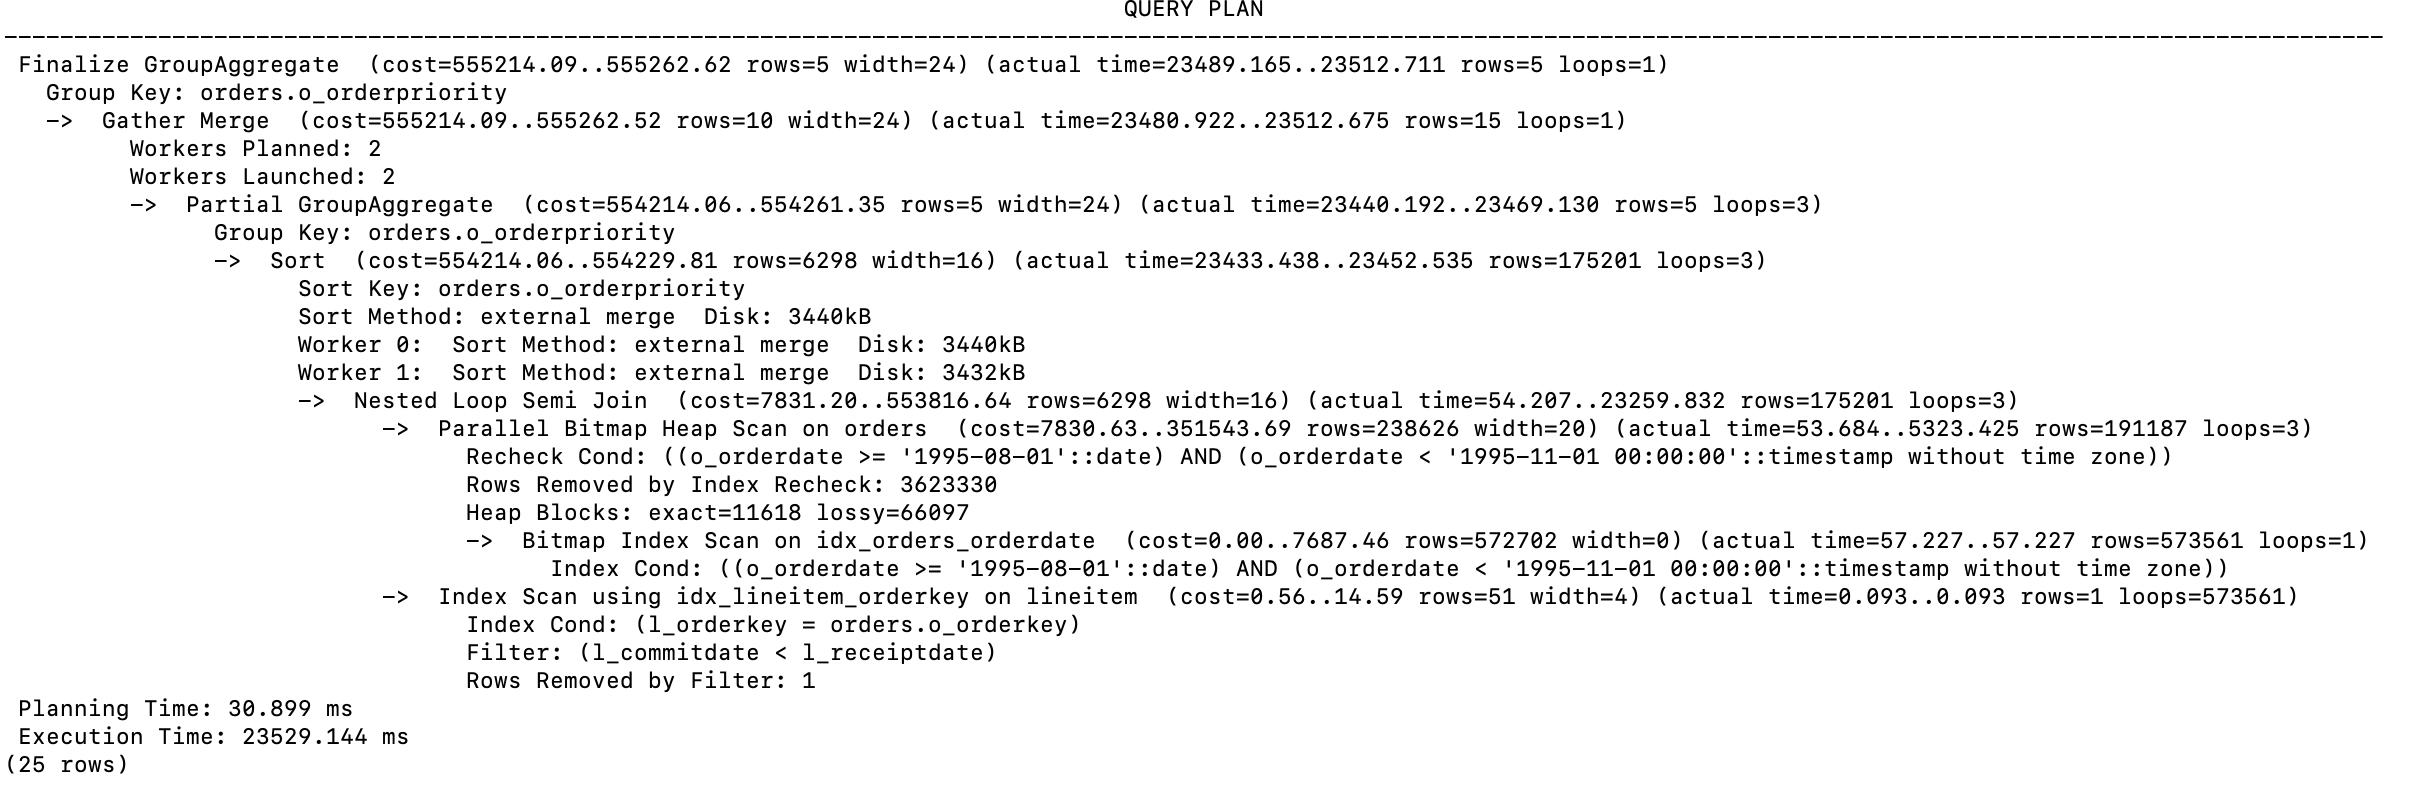 QUERY PLAN
--------------------------------------------------------------------------------------------------------------------------------------------------------------------------
Finalize GroupAggregate  (cost=555214.09..555262.62 rows=5 width=24) (actual time=23489.165..23512.711 rows=5 loops=1)
  Group Key: orders.o_orderpriority
  ->  Gather Merge  (cost=555214.09..555262.52 rows=10 width=24) (actual time=23480.922..23512.675 rows=15 loops=1)
        Workers Planned: 2
        Workers Launched: 2
        ->  Partial GroupAggregate  (cost=554214.06..554261.35 rows=5 width=24) (actual time=23440.192..23469.130 rows=5 loops=3)
              Group Key: orders.o_orderpriority
              ->  Sort  (cost=554214.06..554229.81 rows=6298 width=16) (actual time=23433.438..23452.535 rows=175201 loops=3)
                    Sort Key: orders.o_orderpriority
                    Sort Method: external merge  Disk: 3440kB
                    Worker 0:  Sort Method: external merge  Disk: 3440kB
                    Worker 1:  Sort Method: external merge  Disk: 3432kB
                    ->  Nested Loop Semi Join  (cost=7831.20..553816.64 rows=6298 width=16) (actual time=54.207..23259.832 rows=175201 loops=3)
                          ->  Parallel Bitmap Heap Scan on orders  (cost=7830.63..351543.69 rows=238626 width=20) (actual time=53.684..5323.425 rows=191187 loops=3)
                                Recheck Cond: ((o_orderdate >= '1995-08-01'::date) AND (o_orderdate < '1995-11-01 00:00:00'::timestamp without time zone))
                                Rows Removed by Index Recheck: 3623330
                                Heap Blocks: exact=11618 lossy=66097
                                ->  Bitmap Index Scan on idx_orders_orderdate  (cost=0.00..7687.46 rows=572702 width=0) (actual time=57.227..57.227 rows=573561 loops=1)
                                      Index Cond: ((o_orderdate >= '1995-08-01'::date) AND (o_orderdate < '1995-11-01 00:00:00'::timestamp without time zone))
                          ->  Index Scan using idx_lineitem_orderkey on lineitem  (cost=0.56..14.59 rows=51 width=4) (actual time=0.093..0.093 rows=1 loops=573561)
                                Index Cond: (l_orderkey = orders.o_orderkey)
                                Filter: (l_commitdate < l_receiptdate)
                                Rows Removed by Filter: 1
Planning Time: 30.899 ms
Execution Time: 23529.144 ms
(25 rows)